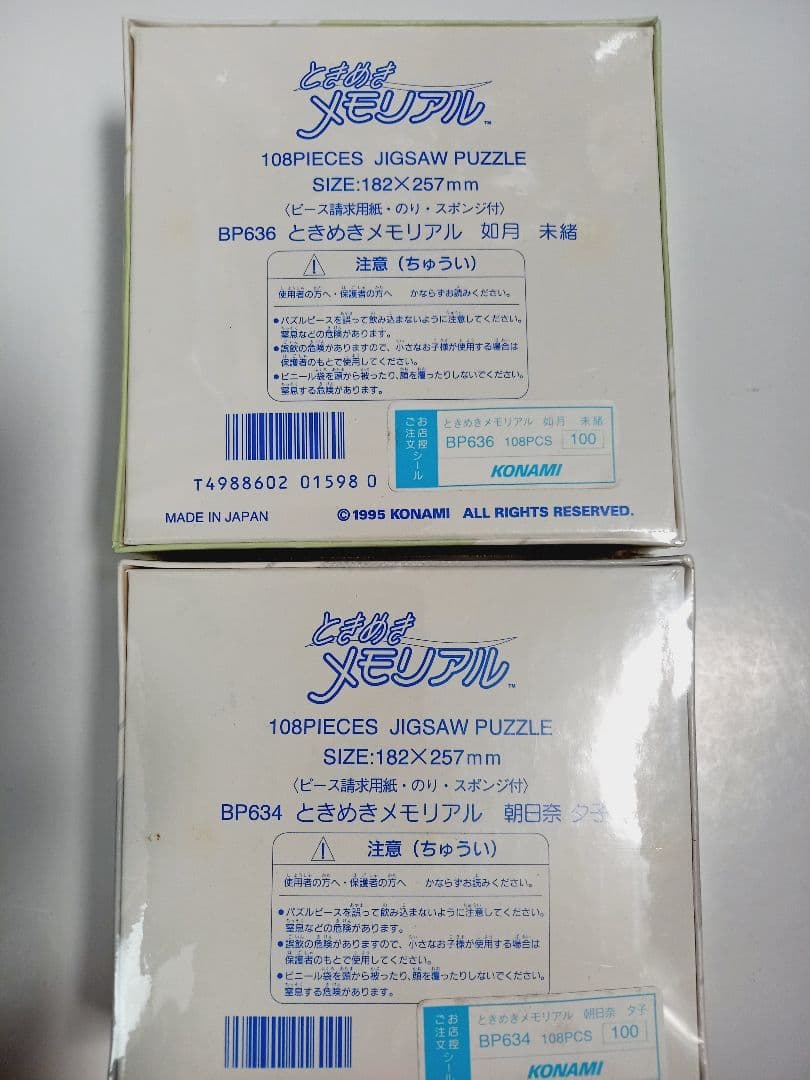 ときめき
メモリアル™
108PIECES JIGSAW PUZZLE
SIZE:182×257mm
〈ピース請求用紙・のり・スポンジ付〉
BP636 ときめきメモリアル 如月 未緒
注意（ちゅうい）
使用者の方へ・保護者の方へ かならずお読みください。
●パズルピースを誤って飲み込まないように注意してください。
窒息などの危険があります。
●誤飲の危険がありますので、小さなお子様が使用する場合は
保護者のもとで使用してください。
●ビニール袋を頭から被ったり、顔を覆ったりしないでください。
窒息する危険があります。
お店控
ご注文シール
ときめきメモリアル 如月 未緒
BP636 108PCS 100
KONAMI
T4988602 01598 0
MADE IN JAPAN
©1995 KONAMI ALL RIGHTS RESERVED.
ときめき
メモリアル™
108PIECES JIGSAW PUZZLE
SIZE:182×257mm
〈ピース請求用紙・のり・スポンジ付〉
BP634 ときめきメモリアル 朝日奈 夕子
注意（ちゅうい）
使用者の方へ・保護者の方へ かならずお読みください。
●パズルピースを誤って飲み込まないように注意してください。
窒息などの危険があります。
●誤飲の危険がありますので、小さなお子様が使用する場合は
保護者のもとで使用してください。
●ビニール袋を頭から被ったり、顔を覆ったりしないでください。
窒息する危険があります。
お店控
ご注文シール
ときめきメモリアル 朝日奈 夕子
BP634 108PCS 100
KONAMI